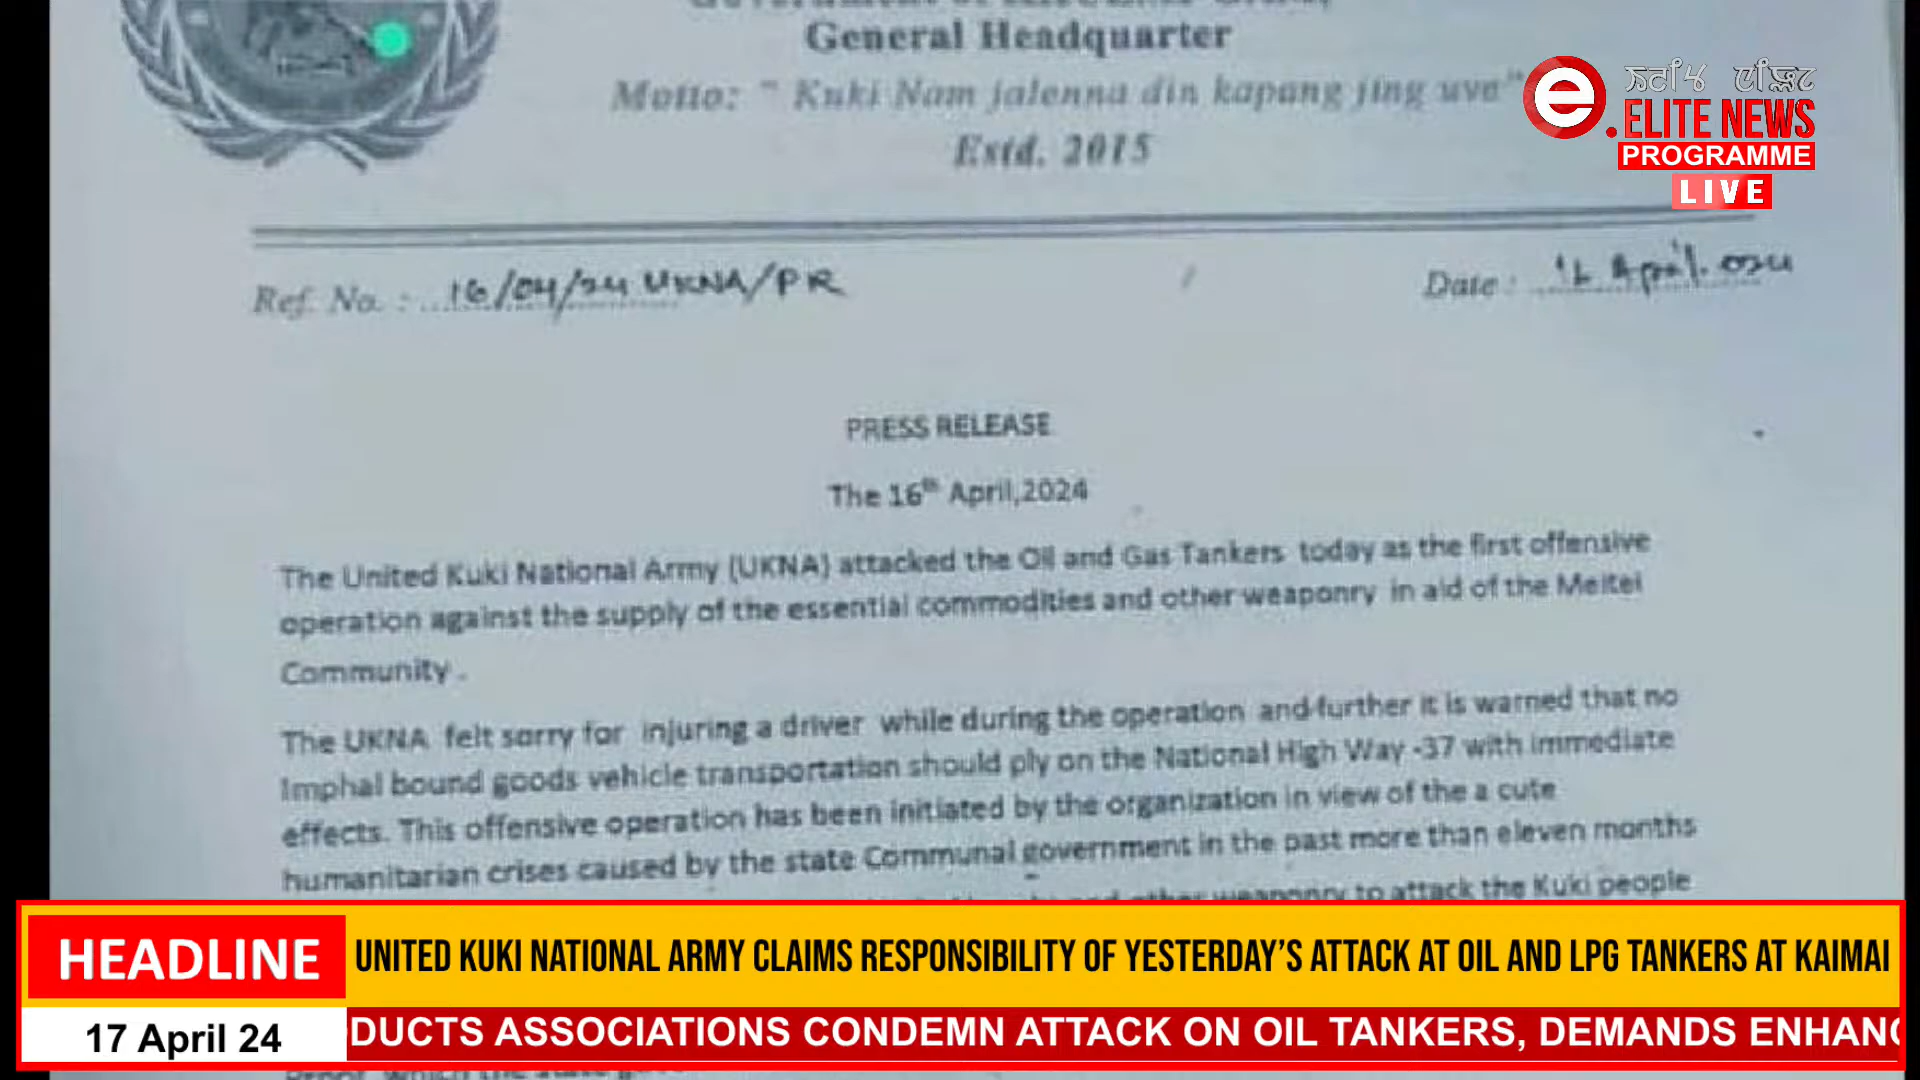 General Headquarter
Motto: " Kuki Nam jalenna din kapang jing uve"
Estd. 2015
ELITE NEWS
PROGRAMME
LIVE
Ref. No. : 16/04/24 UKNA/PR
Date : 16 April.
PRESS RELEASE
The 16th April,2024
The United Kuki National Army (UKNA) attacked the Oil and Gas Tankers today as the first offensive
operation against the supply of the essential commodities and other weaponry in aid of the Meitei
Community .
The UKNA felt sorry for injuring a driver while during the operation and further it is warned that no
Imphal bound goods vehicle transportation should ply on the National High Way -37 with immediate
effects. This offensive operation has been initiated by the organization in view of the a cute
humanitarian crises caused by the state Communal government in the past more than eleven months
and other weaponry to attack the Kuki people
HEADLINE
UNITED KUKI NATIONAL ARMY CLAIMS RESPONSIBILITY OF YESTERDAY'S ATTACK AT OIL AND LPG TANKERS AT KAIMAI
17 April 24
DUCTS ASSOCIATIONS CONDEMN ATTACK ON OIL TANKERS, DEMANDS ENHANC